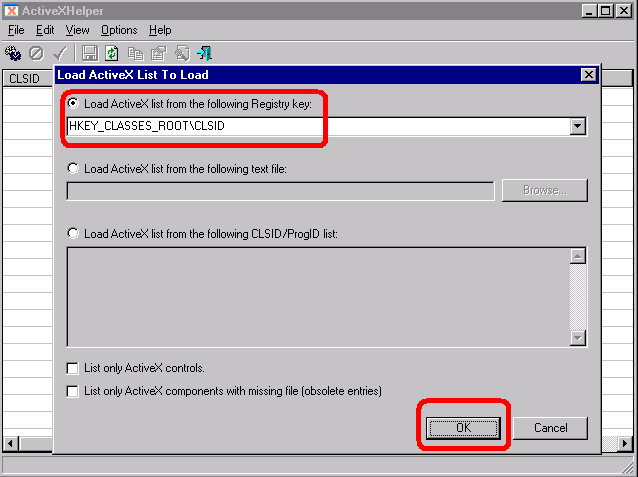 ActiveXHelper
File Edit View Options Help
CLSID
Load ActiveX List To Load
Load ActiveX list from the following Registry key:
HKEY_CLASSES_ROOT\CLSID
Load ActiveX list from the following text file:
Browse...
Load ActiveX list from the following CLSID/ProgID list:
List only ActiveX controls.
List only ActiveX components with missing file (obsolete entries)
OK Cancel